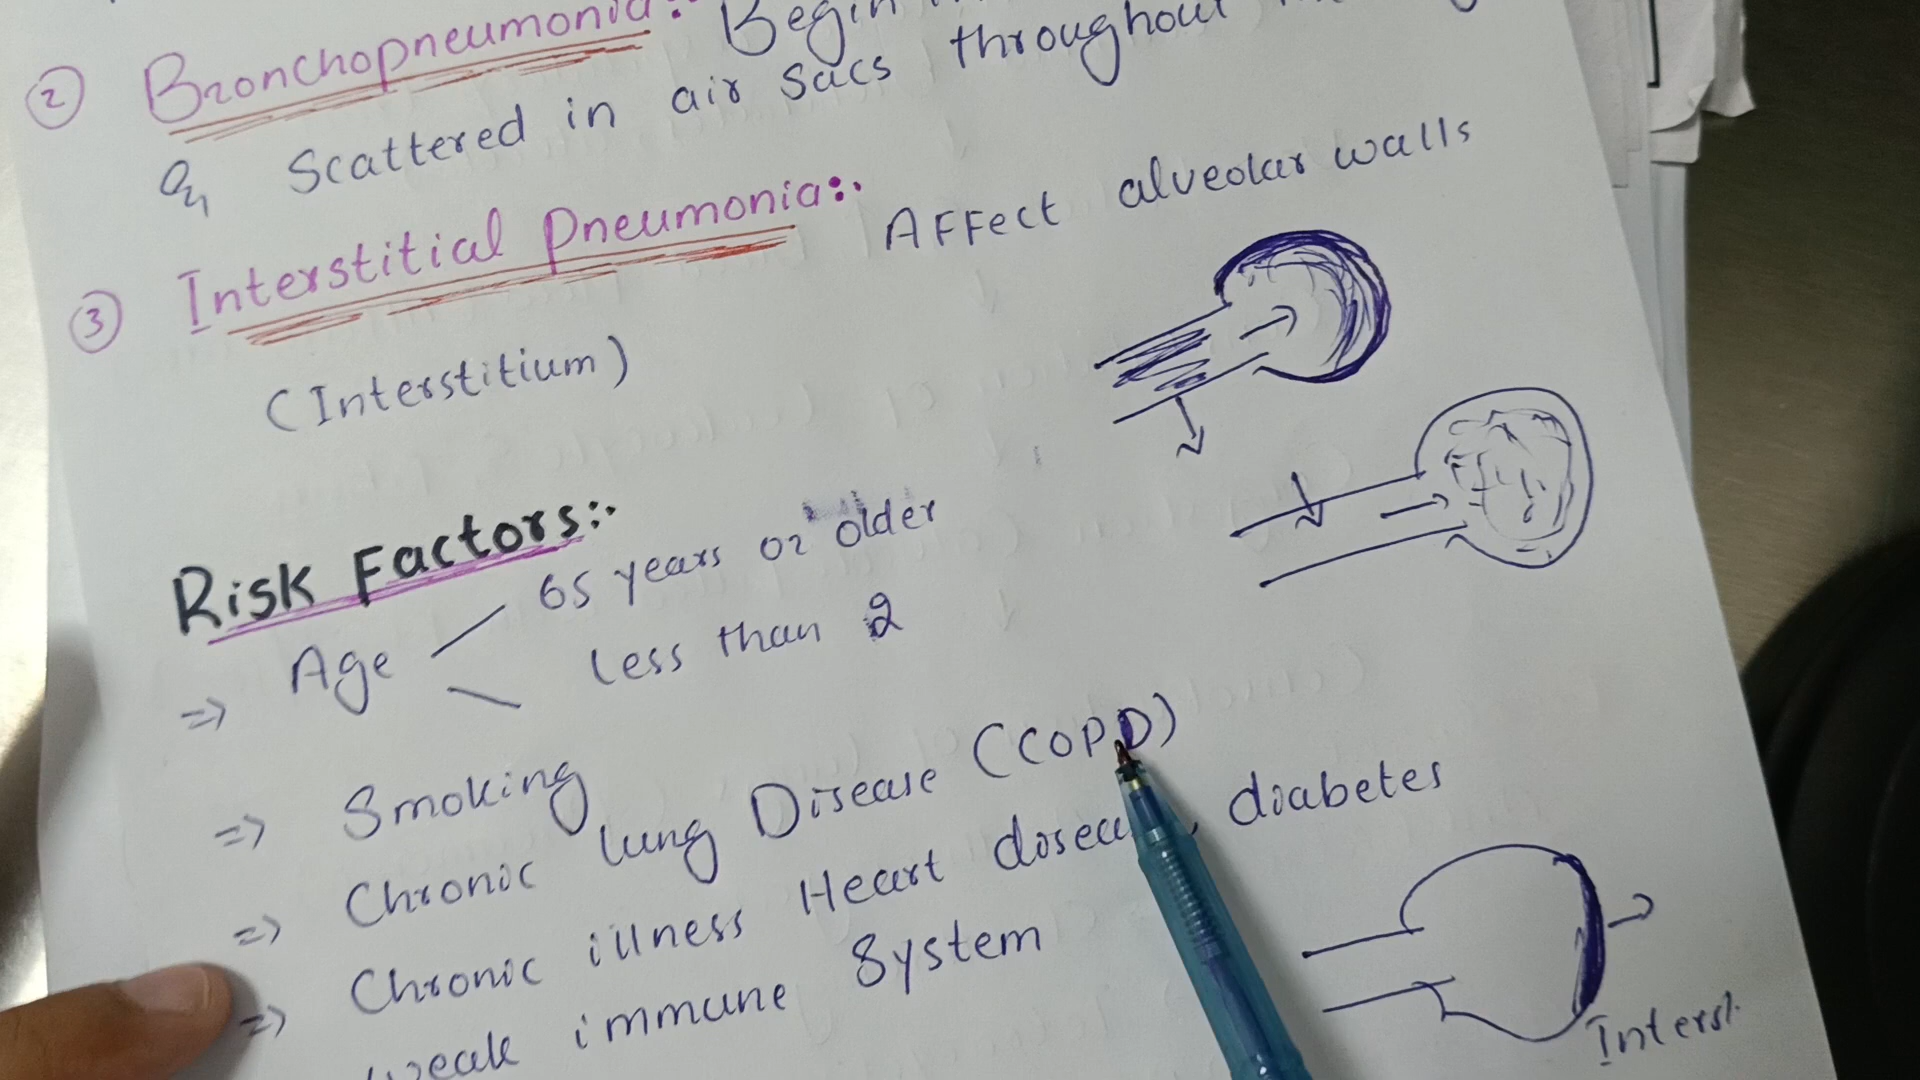 ② Bronchopneumonia:- Begin
& Scattered in air sacs throughout
③ Interstitial Pneumonia:- Affect alveolar walls
(Interstitium)
Risk Factors:-
⇒ Age 65 years or older
less than 2
⇒ Smoking
⇒ Chronic lung Disease (COPD)
⇒ Chronic illness Heart disease, diabetes
weak immune System
Interst.